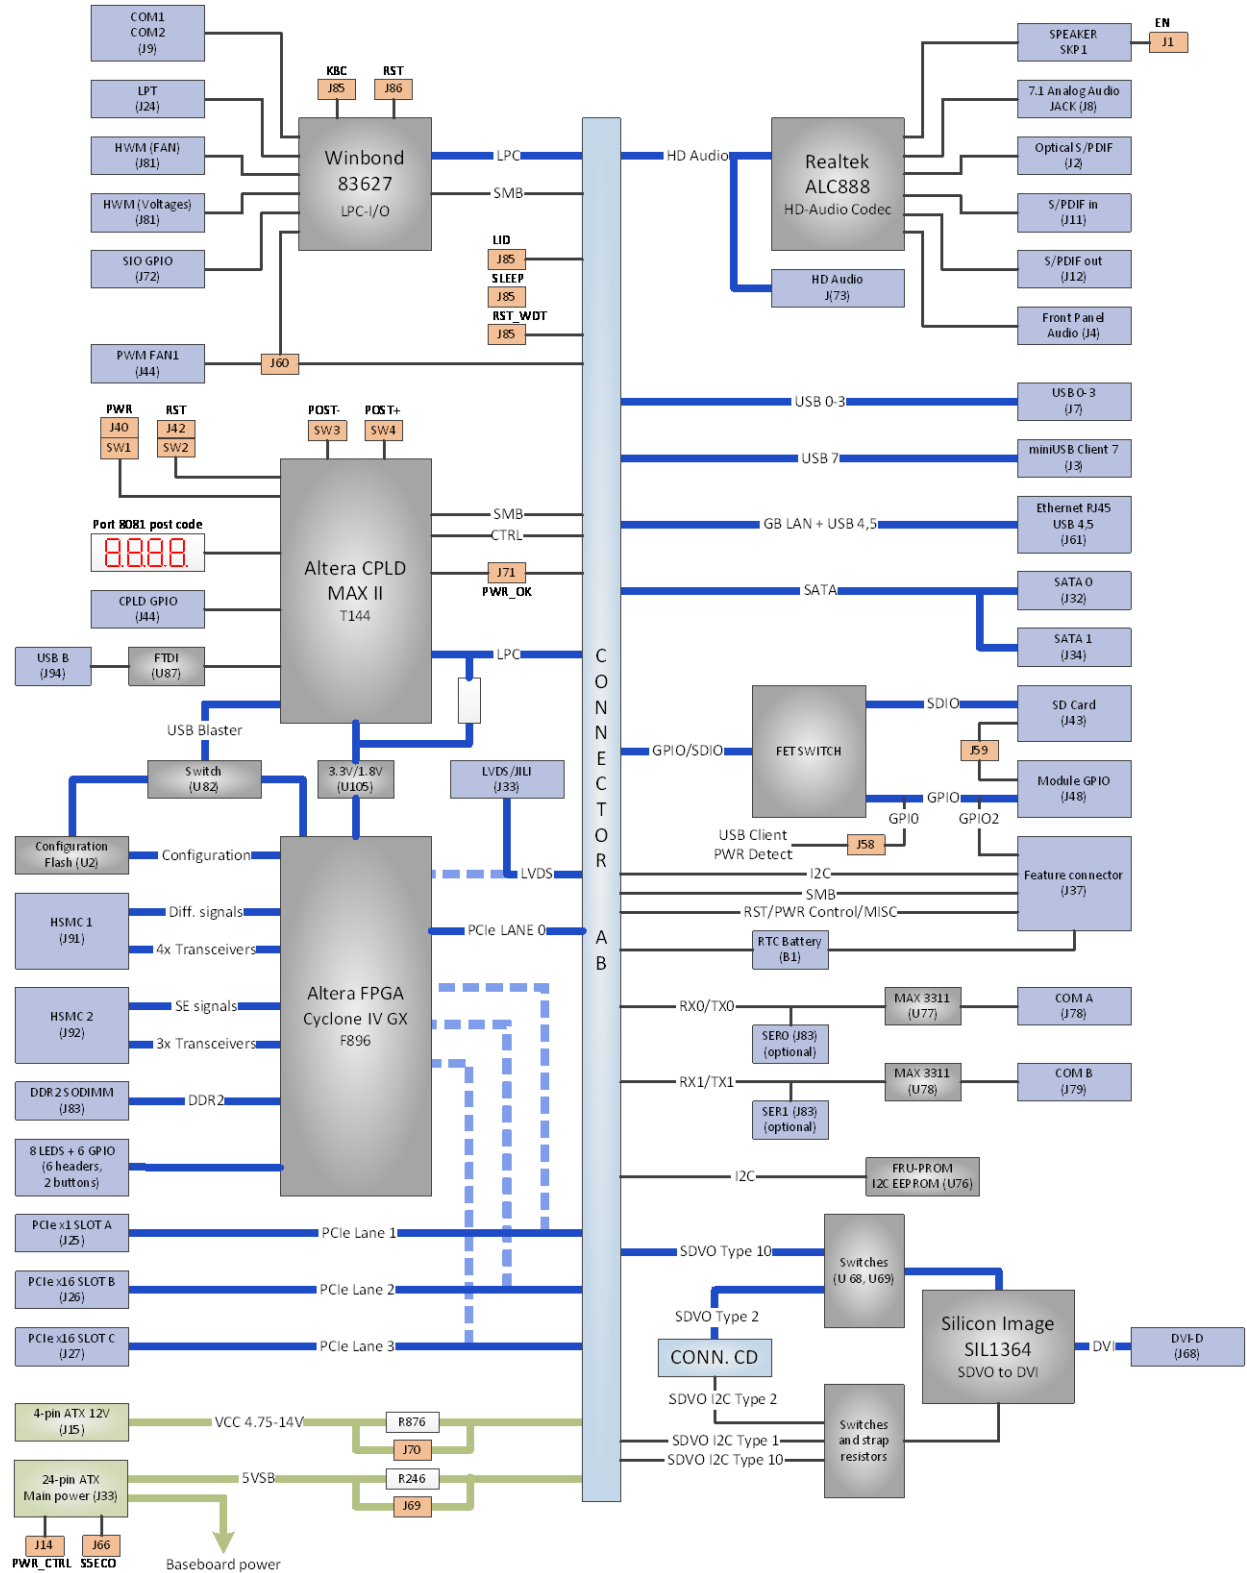 COM1
COM2
(J9)
LPT
(J24)
HWM (FAN)
(J81)
HWM (Voltages)
(J81)
SIO GPIO
(J72)
PWM FAN1
(J44)
KBC
J85
RST
J86
Winbond
83627
LPC-I/O
LPC
SMB
LID
J85
SLEEP
J85
RST_WDT
J85
J60
HD Audio
Realtek
ALC888
HD-Audio Codec
HD Audio
J(73)
EN
J1
SPEAKER
SKP1
7.1 Analog Audio
JACK (J8)
Optical S/PDIF
(J2)
S/PDIF in
(J11)
S/PDIF out
(J12)
Front Panel
Audio (J4)
PWR
J40
SW1
RST
J42
SW2
POST-
SW3
POST+
SW4
Port 8081 post code
8.8.8.8
CPLD GPIO
(J44)
USB B
(J94)
FTDI
(U87)
Altera CPLD
MAX II
T144
SMB
CTRL
J71
PWR_OK
LPC
USB Blaster
Switch
(U82)
3.3V/1.8V
(U105)
LVDS/JILI
(J33)
LVDS
PCIe LANE 0
Configuration
Flash (U2)
Configuration
HSMC 1
(J91)
Diff. signals
4x Transceivers
HSMC 2
(J92)
SE signals
3x Transceivers
DDR2 SODIMM
(J83)
DDR2
8 LEDS + 6 GPIO
(6 headers,
2 buttons)
Altera FPGA
Cyclone IV GX
F896
PCIe x1 SLOT A
(J25)
PCIe Lane 1
PCIe x16 SLOT B
(J26)
PCIe Lane 2
PCIe x16 SLOT C
(J27)
PCIe Lane 3
4-pin ATX 12V
(J15)
VCC 4.75-14V
R876
J70
24-pin ATX
Main power (J33)
5VSB
R246
J69
J14
PWR_CTRL
J66
S5ECO
Baseboard power
C
O
N
N
E
C
T
O
R
A
B
USB 0-3
USB 0-3
(J7)
USB 7
miniUSB Client 7
(J3)
GB LAN + USB 4,5
Ethernet RJ45
USB 4,5
(J61)
SATA
SATA 0
(J32)
SATA 1
(J34)
GPIO/SDIO
FET SWITCH
SDIO
SD Card
(J43)
J59
GPIO
Module GPIO
(J48)
GPI0
GPIO2
USB Client
PWR Detect
J58
I2C
SMB
RST/PWR Control/MISC
Feature connector
(J37)
RTC Battery
(B1)
RX0/TX0
SER0 (J83)
(optional)
MAX 3311
(U77)
COM A
(J78)
RX1/TX1
SER1 (J83)
(optional)
MAX 3311
(U78)
COM B
(J79)
I2C
FRU-PROM
I2C EEPROM (U76)
SDVO Type 10
Switches
(U 68, U69)
SDVO Type 2
CONN. CD
SDVO I2C Type 2
SDVO I2C Type 1
SDVO I2C Type 10
Switches
and strap
resistors
Silicon Image
SIL1364
SDVO to DVI
DVI
DVI-D
(J68)